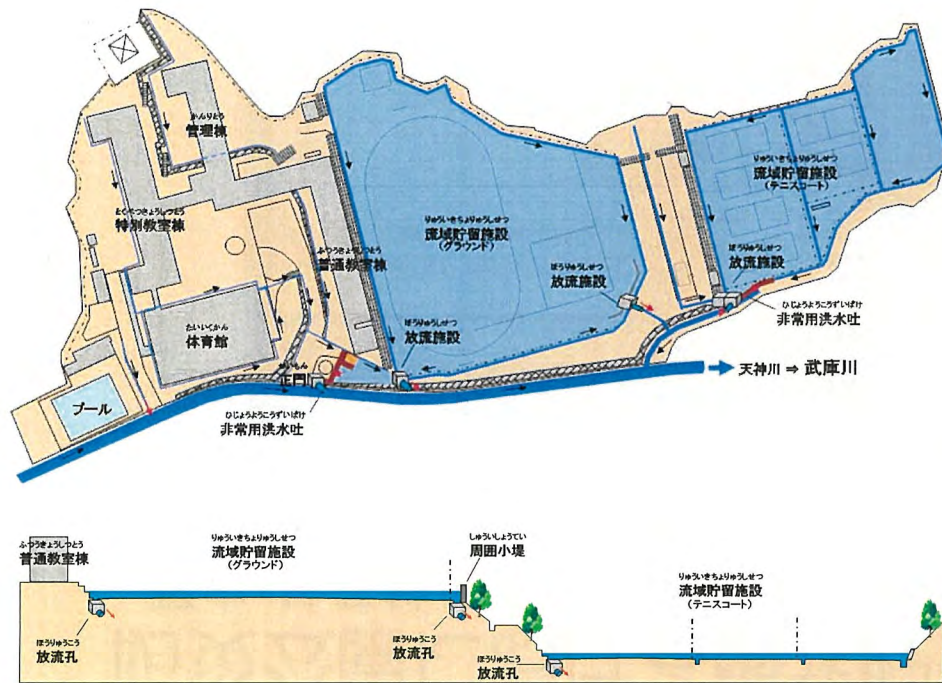 かんりとう
管理棟
とくべつきょうしつとう
特別教室棟
ふつうきょうしつとう
普通教室棟
たいいくかん
体育館
プール
せいもん
正門
ひじょうようこうずいばけ
非常用洪水吐
ほうりゅうしせつ
放流施設
りゅういきちょりゅうしせつ
流域貯留施設
(グラウンド)
ほうりゅうしせつ
放流施設
りゅういきちょりゅうしせつ
流域貯留施設
(テニスコート)
ほうりゅうしせつ
放流施設
ひじょうようこうずいばけ
非常用洪水吐
天神川 ⇒ 武庫川
ふつうきょうしつとう
普通教室棟
りゅういきちょりゅうしせつ
流域貯留施設
(グラウンド)
しゅういしょうてい
周囲小堤
りゅういきちょりゅうしせつ
流域貯留施設
(テニスコート)
ほうりゅうこう
放流孔
ほうりゅうこう
放流孔
ほうりゅうこう
放流孔